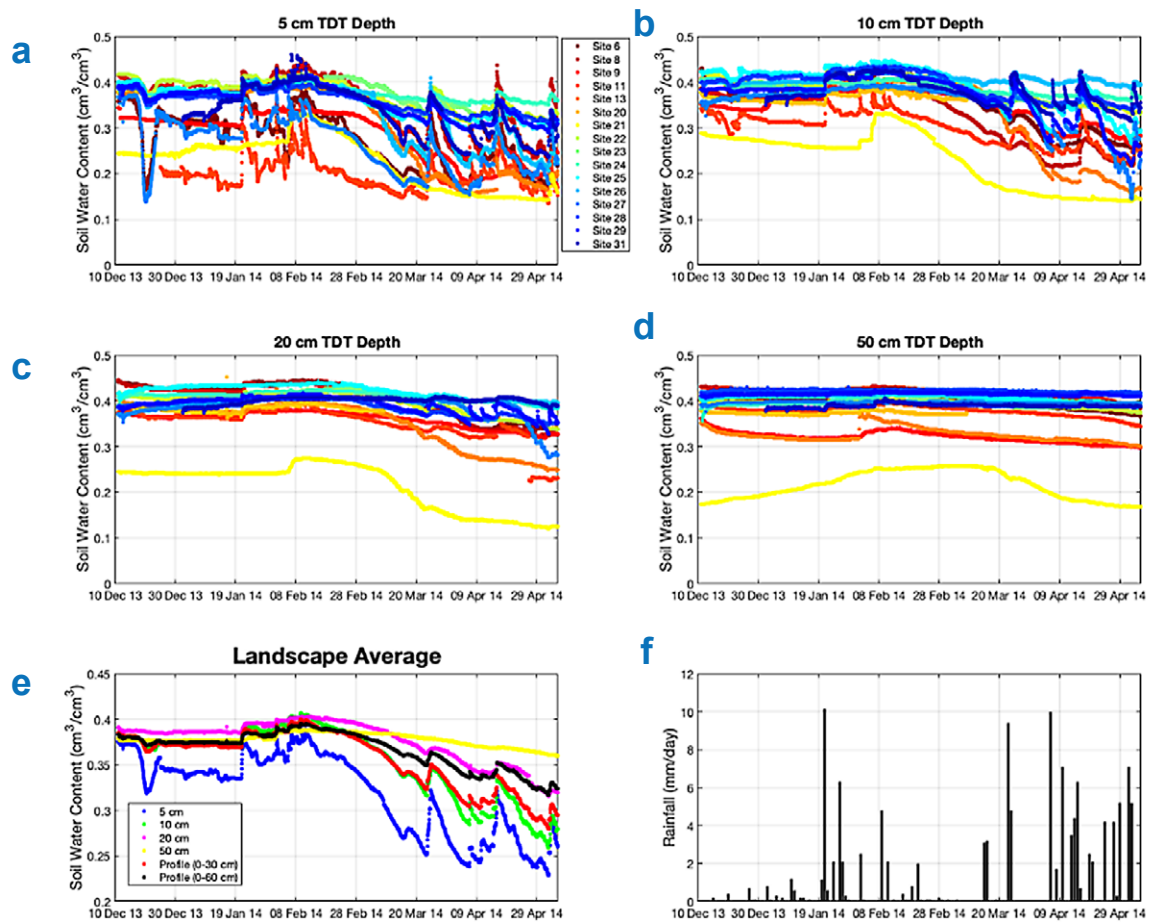 a
5 cm TDT Depth
Soil Water Content (cm³/cm³)
0.5
0.4
0.3
0.2
0.1
0
10 Dec 13 30 Dec 13 19 Jan 14 08 Feb 14 28 Feb 14 20 Mar 14 09 Apr 14 29 Apr 14
Site 6
Site 8
Site 9
Site 11
Site 13
Site 20
Site 21
Site 22
Site 23
Site 24
Site 25
Site 26
Site 27
Site 28
Site 29
Site 31
b
10 cm TDT Depth
Soil Water Content (cm³/cm³)
0.5
0.4
0.3
0.2
0.1
0
10 Dec 13 30 Dec 13 19 Jan 14 08 Feb 14 28 Feb 14 20 Mar 14 09 Apr 14 29 Apr 14
c
20 cm TDT Depth
Soil Water Content (cm³/cm³)
0.5
0.4
0.3
0.2
0.1
0
10 Dec 13 30 Dec 13 19 Jan 14 08 Feb 14 28 Feb 14 20 Mar 14 09 Apr 14 29 Apr 14
d
50 cm TDT Depth
Soil Water Content (cm³/cm³)
0.5
0.4
0.3
0.2
0.1
0
10 Dec 13 30 Dec 13 19 Jan 14 08 Feb 14 28 Feb 14 20 Mar 14 09 Apr 14 29 Apr 14
e
Landscape Average
Soil Water Content (cm³/cm³)
0.45
0.4
0.35
0.3
0.25
0.2
5 cm
10 cm
20 cm
50 cm
Profile (0-30 cm)
Profile (0-60 cm)
10 Dec 13 30 Dec 13 19 Jan 14 08 Feb 14 28 Feb 14 20 Mar 14 09 Apr 14 29 Apr 14
f
Rainfall (mm/day)
12
10
8
6
4
2
0
10 Dec 13 30 Dec 13 19 Jan 14 08 Feb 14 28 Feb 14 20 Mar 14 09 Apr 14 29 Apr 14